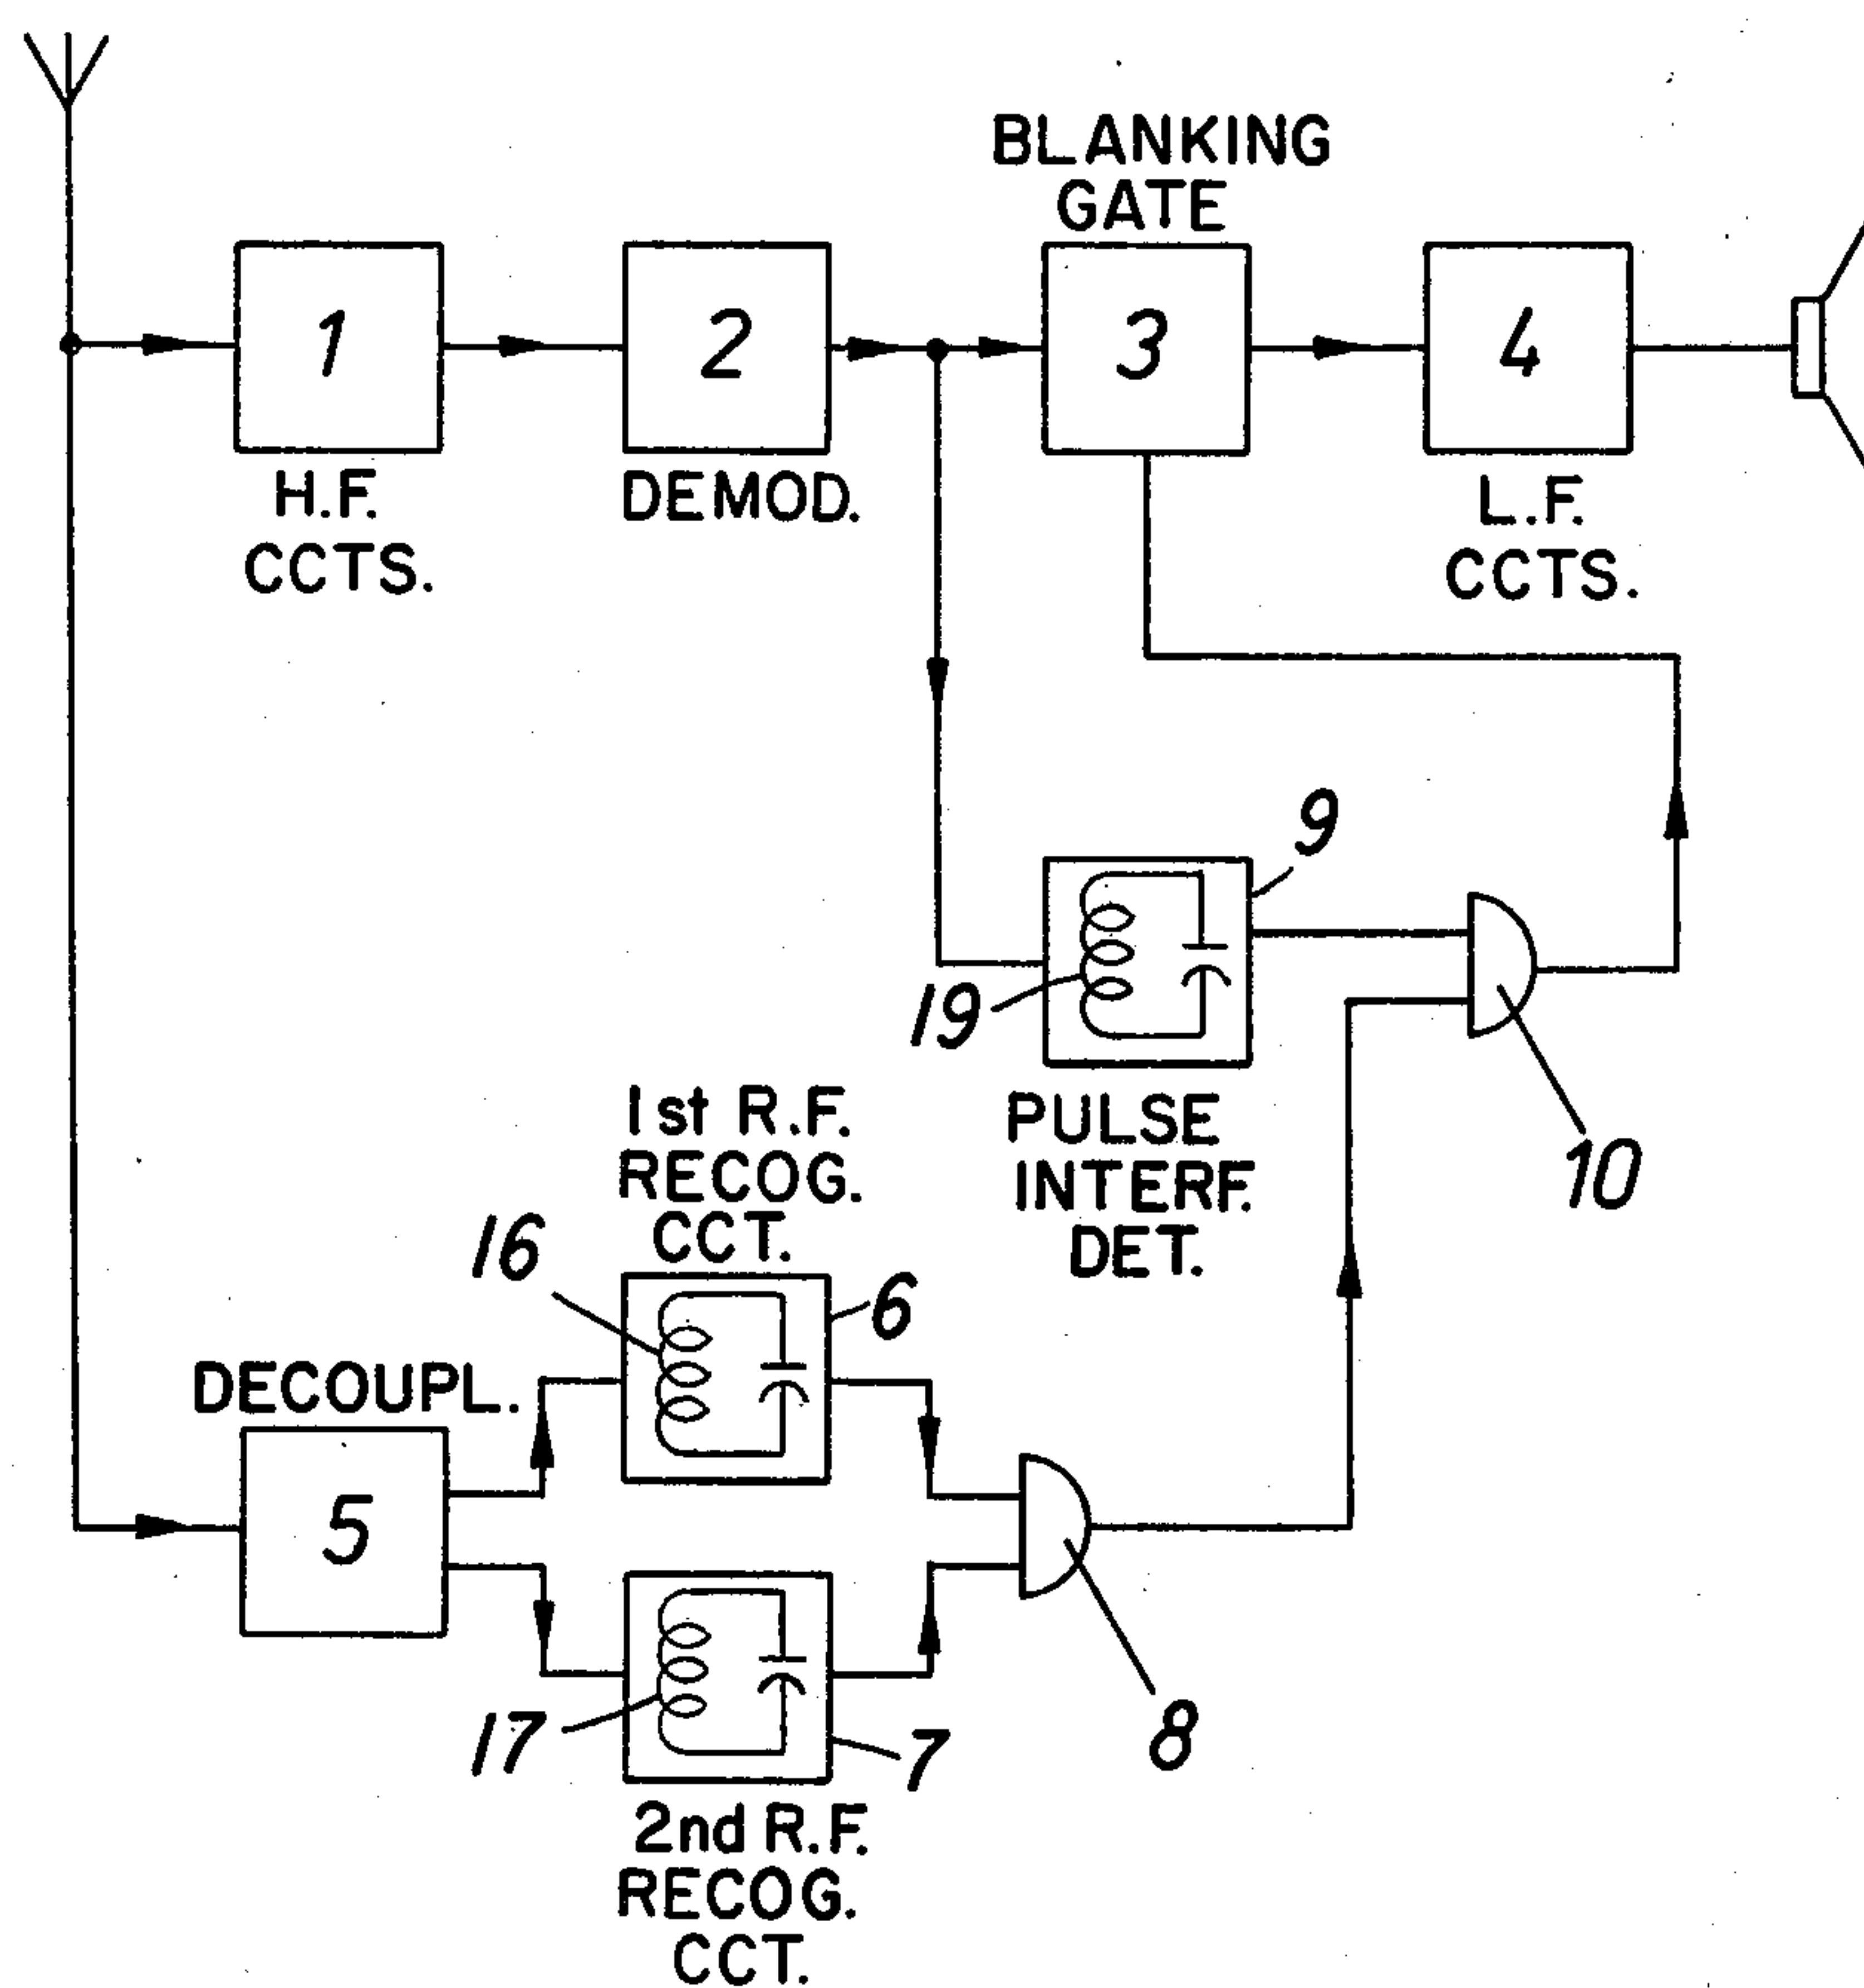 BLANKING
GATE
1
2
3
4
H.F.
CCTS.
DEMOD.
L.F.
CCTS.
9
19
PULSE
INTERF.
DET.
10
1st R.F.
RECOG.
CCT.
16
6
DECOUPL.
5
8
17
7
2nd R.F.
RECOG.
CCT.